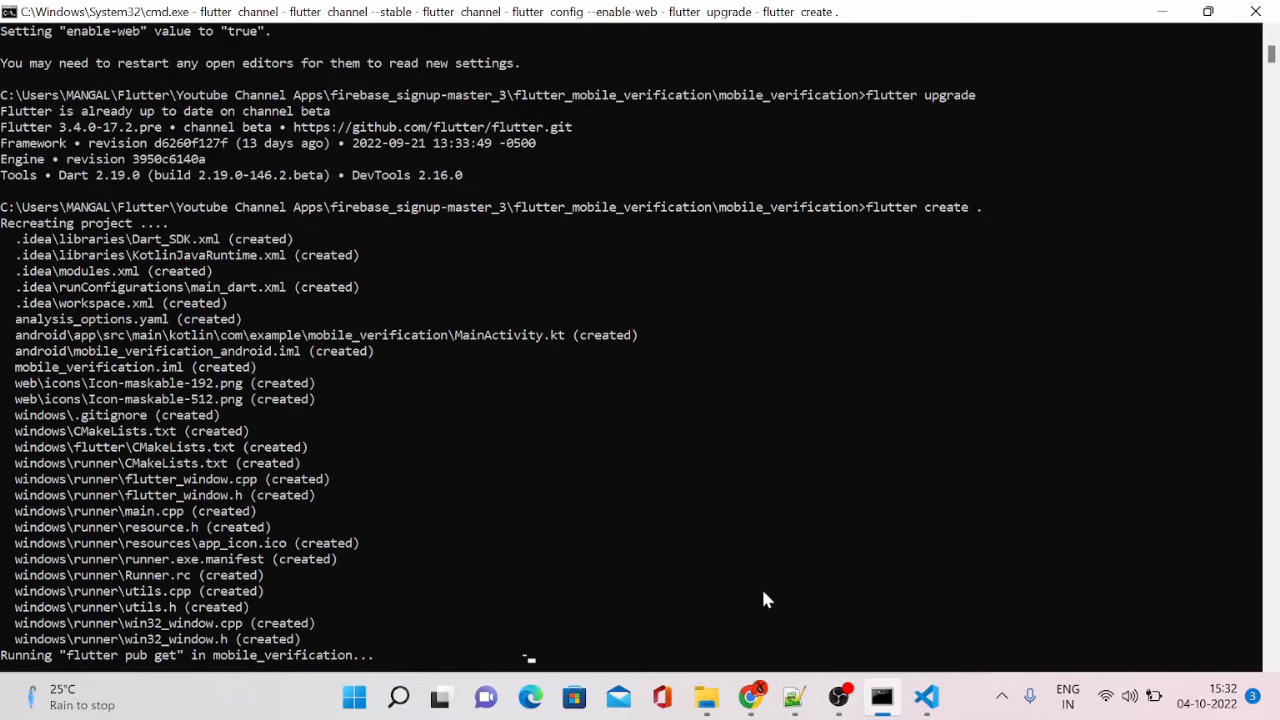 C:\Windows\System32\cmd.exe - flutter channel - flutter channel --stable - flutter channel - flutter config --enable-web - flutter upgrade - flutter create .
Setting "enable-web" value to "true".
You may need to restart any open editors for them to read new settings.
C:\Users\MANGAL\Flutter\Youtube Channel Apps\firebase_signup-master_3\flutter_mobile_verification\mobile_verification>flutter upgrade
Flutter is already up to date on channel beta
Flutter 3.4.0-17.2.pre • channel beta • https://github.com/flutter/flutter.git
Framework • revision d6260f127f (13 days ago) • 2022-09-21 13:33:49 -0500
Engine • revision 3950c6140a
Tools • Dart 2.19.0 (build 2.19.0-146.2.beta) • DevTools 2.16.0
C:\Users\MANGAL\Flutter\Youtube Channel Apps\firebase_signup-master_3\flutter_mobile_verification\mobile_verification>flutter create .
Recreating project ....
.idea\libraries\Dart_SDK.xml (created)
.idea\libraries\KotlinJavaRuntime.xml (created)
.idea\modules.xml (created)
.idea\runConfigurations\main_dart.xml (created)
.idea\workspace.xml (created)
analysis_options.yaml (created)
android\app\src\main\kotlin\com\example\mobile_verification\MainActivity.kt (created)
android\mobile_verification_android.iml (created)
mobile_verification.iml (created)
web\icons\Icon-maskable-192.png (created)
web\icons\Icon-maskable-512.png (created)
windows\.gitignore (created)
windows\CMakeLists.txt (created)
windows\flutter\CMakeLists.txt (created)
windows\runner\CMakeLists.txt (created)
windows\runner\flutter_window.cpp (created)
windows\runner\flutter_window.h (created)
windows\runner\main.cpp (created)
windows\runner\resource.h (created)
windows\runner\resources\app_icon.ico (created)
windows\runner\runner.exe.manifest (created)
windows\runner\Runner.rc (created)
windows\runner\utils.cpp (created)
windows\runner\utils.h (created)
windows\runner\win32_window.cpp (created)
windows\runner\win32_window.h (created)
Running "flutter pub get" in mobile_verification...
25°C
Rain to stop
ENG
IN
15:32
04-10-2022
3